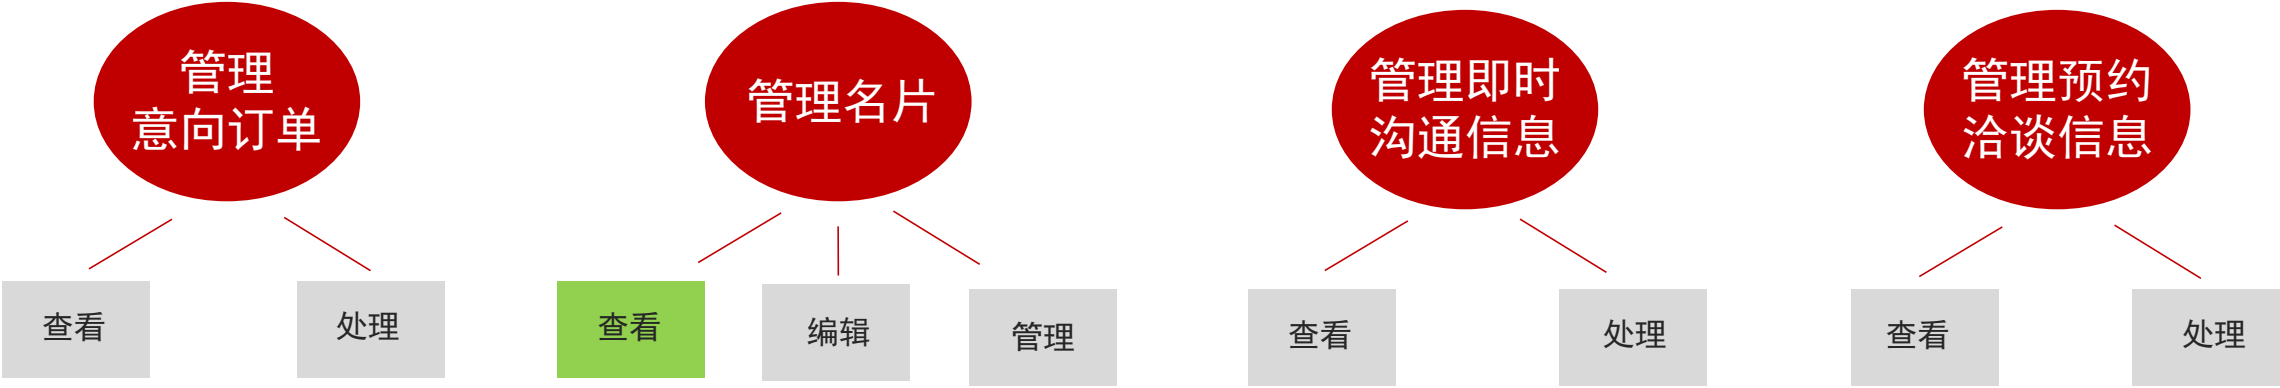 管理
意向订单
管理名片
管理即时
沟通信息
管理预约
洽谈信息
查看
处理
查看
编辑
管理
查看
处理
查看
处理